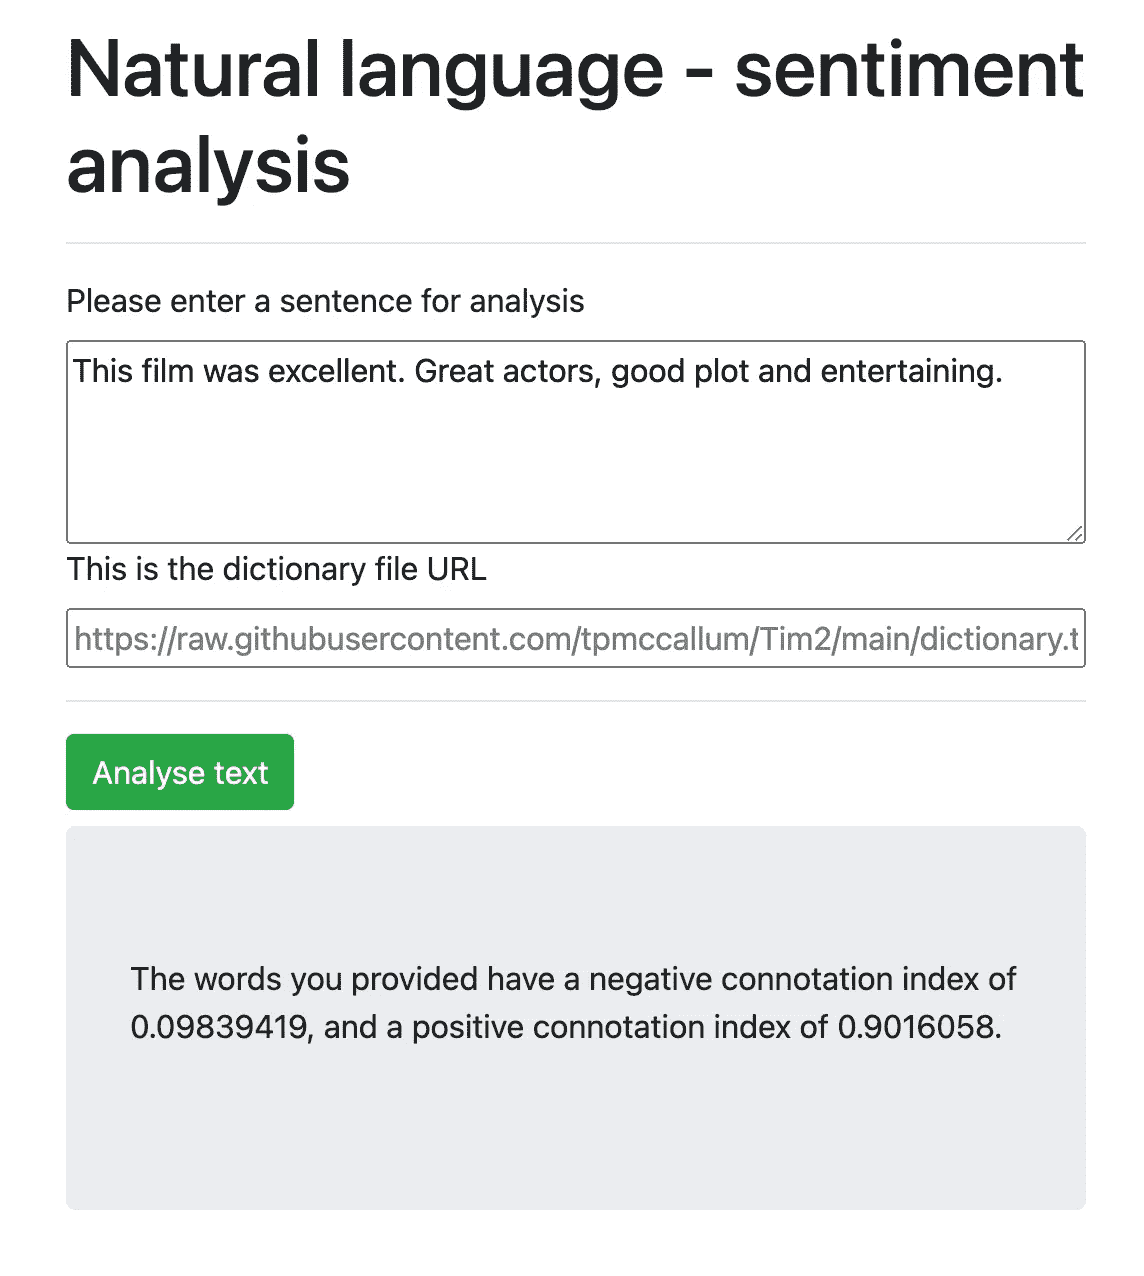 Natural language - sentiment
analysis
Please enter a sentence for analysis
This film was excellent. Great actors, good plot and entertaining.
This is the dictionary file URL
https://raw.githubusercontent.com/tpmccallum/Tim2/main/dictionary.t
Analyse text
The words you provided have a negative connotation index of
0.09839419, and a positive connotation index of 0.9016058.